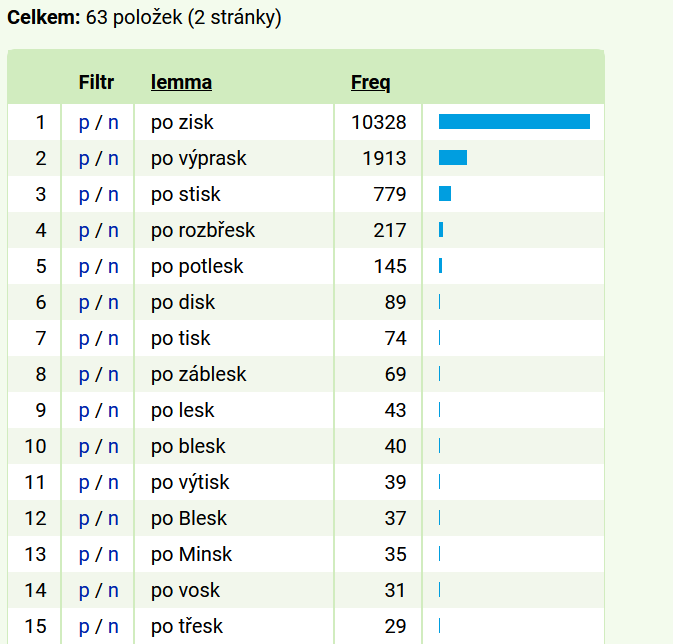 Celkem: 63 položek (2 stránky)
Filtr lemma Freq
1 p / n po zisk 10328
2 p / n po výprask 1913
3 p / n po stisk 779
4 p / n po rozbřesk 217
5 p / n po potlesk 145
6 p / n po disk 89
7 p / n po tisk 74
8 p / n po záblesk 69
9 p / n po lesk 43
10 p / n po blesk 40
11 p / n po výtisk 39
12 p / n po Blesk 37
13 p / n po Minsk 35
14 p / n po vosk 31
15 p / n po třesk 29